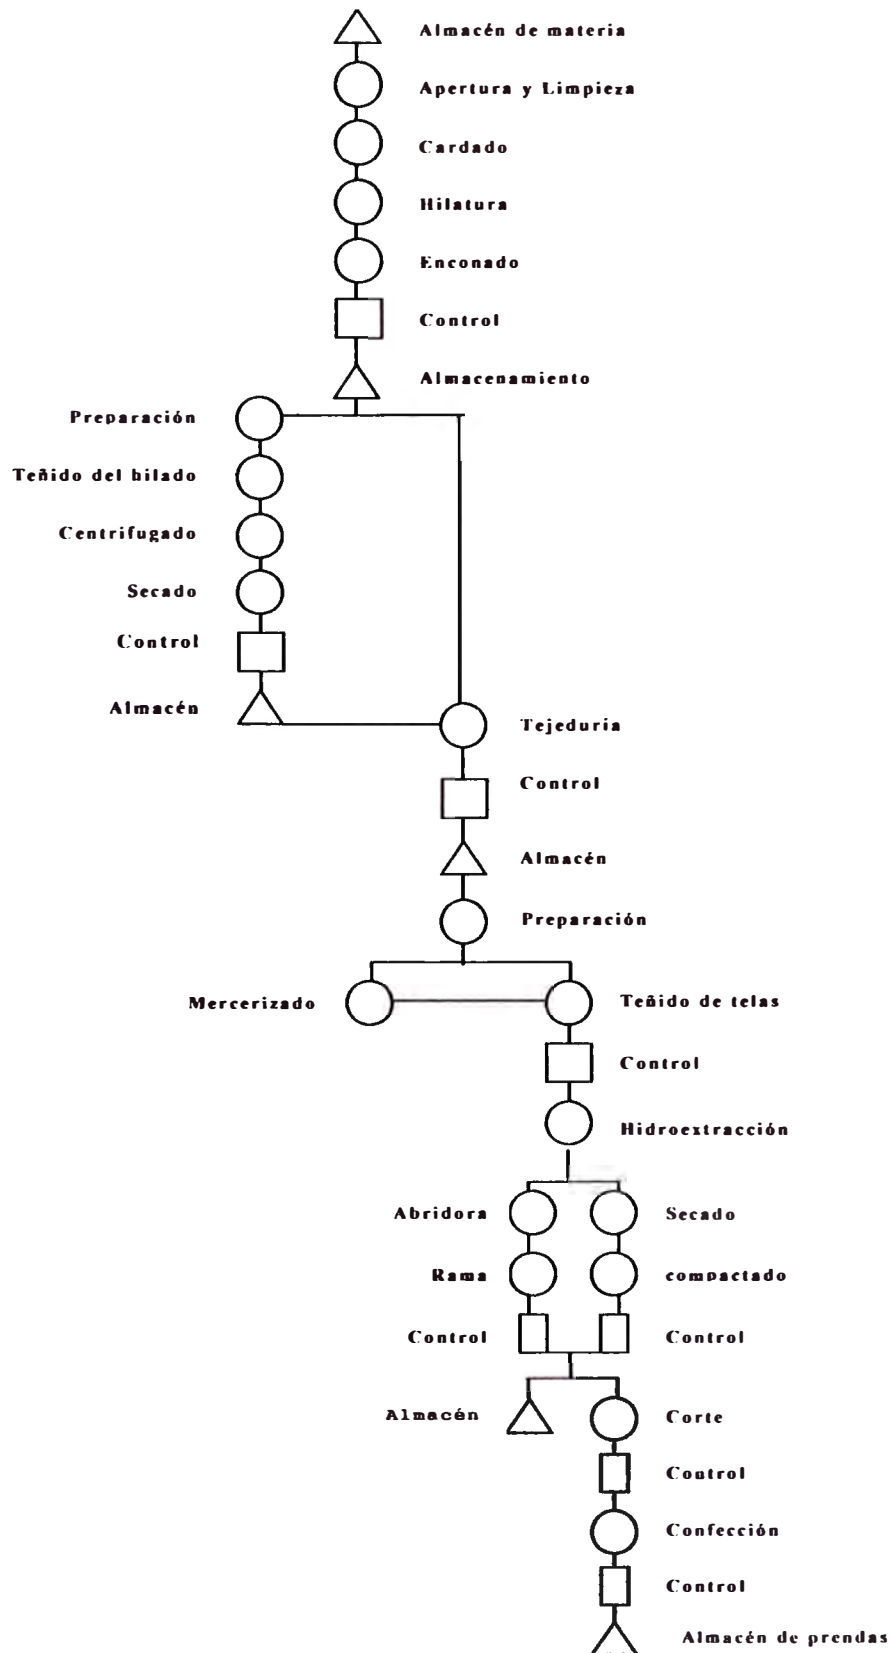 Almacén de materia
Apertura y Limpieza
Cardado
Hilatura
Enconado
Control
Almacenamiento
Preparación
Teñido del hilado
Centrifugado
Secado
Control
Almacén
Tejeduria
Control
Almacén
Preparación
Mercerizado
Teñido de telas
Control
Hidroextracción
Abridora
Secado
Rama
compactado
Control
Control
Almacén
Corte
Control
Confección
Control
Almacén de prendas